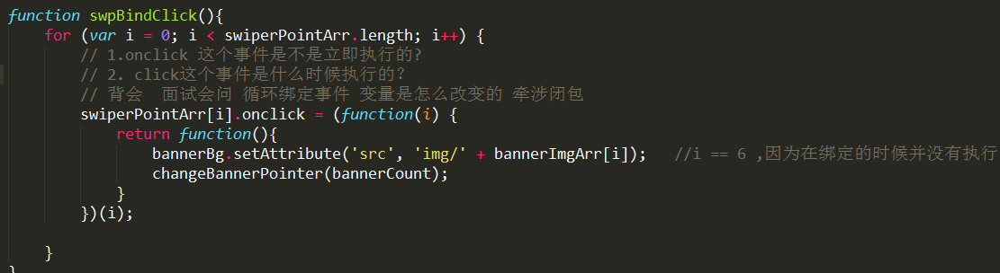 function swpBindClick(){
for (var i = 0; i < swiperPointArr.length; i++) {
// 1.onclick 这个事件是不是立即执行的?
// 2. click这个事件是什么时候执行的?
// 背会  面试会问 循环绑定事件 变量是怎么改变的 牵涉闭包
swiperPointArr[i].onclick = (function(i) {
return function(){
bannerBg.setAttribute('src', 'img/' + bannerImgArr[i]);   //i == 6 ,因为在绑定的时候并没有执行
changeBannerPointer(bannerCount);
}
})(i);
}
}